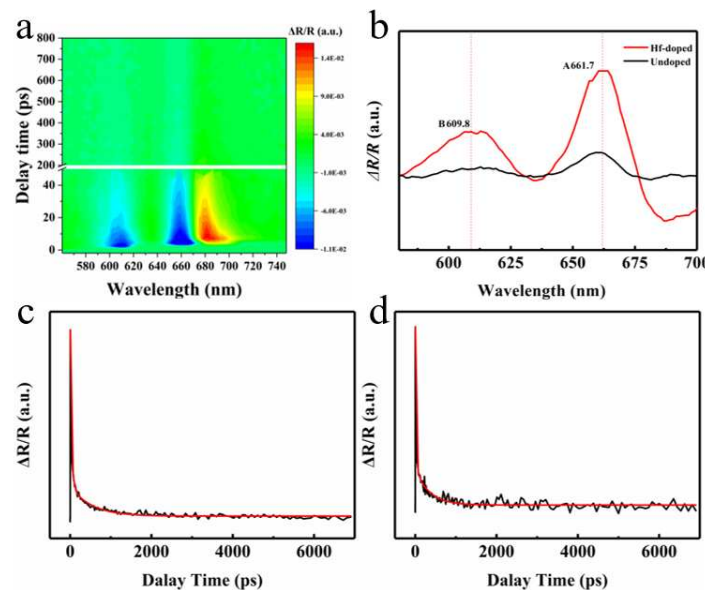 a
ΔR/R (a.u.)
800
700
600
500
400
300
200
40
20
0
Delay time (ps)
580 600 620 640 660 680 700 720 740
Wavelength (nm)
1.4E-02
9.0E-03
4.0E-03
-1.0E-03
-6.0E-03
-1.1E-02
b
Hf-doped
Undoped
A661.7
B609.8
ΔR/R (a.u.)
600 625 650 675 700
Wavelength (nm)
c
ΔR/R (a.u.)
0 2000 4000 6000
Dalay Time (ps)
d
ΔR/R (a.u.)
0 2000 4000 6000
Dalay Time (ps)